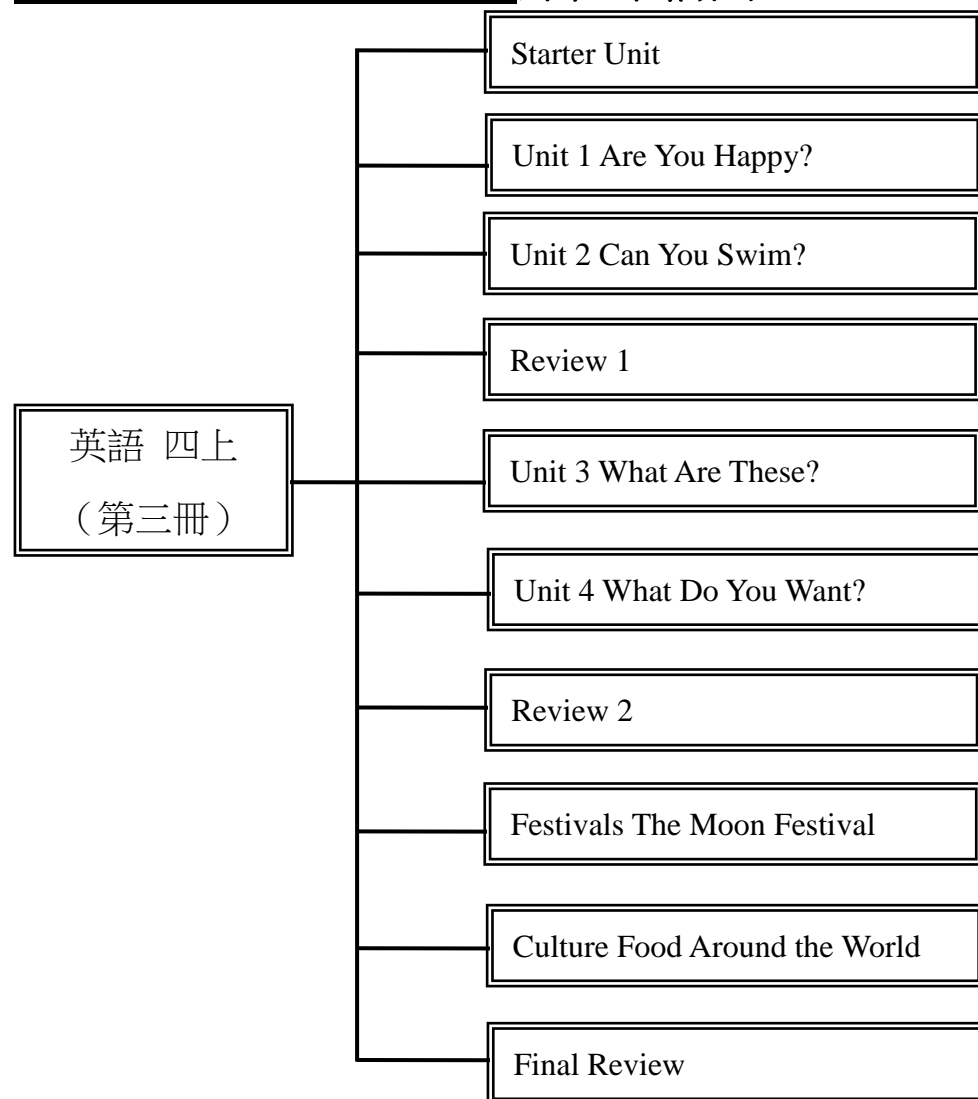 Starter Unit
Unit 1 Are You Happy?
Unit 2 Can You Swim?
Review 1
英語 四上
（第三冊）
Unit 3 What Are These?
Unit 4 What Do You Want?
Review 2
Festivals The Moon Festival
Culture Food Around the World
Final Review